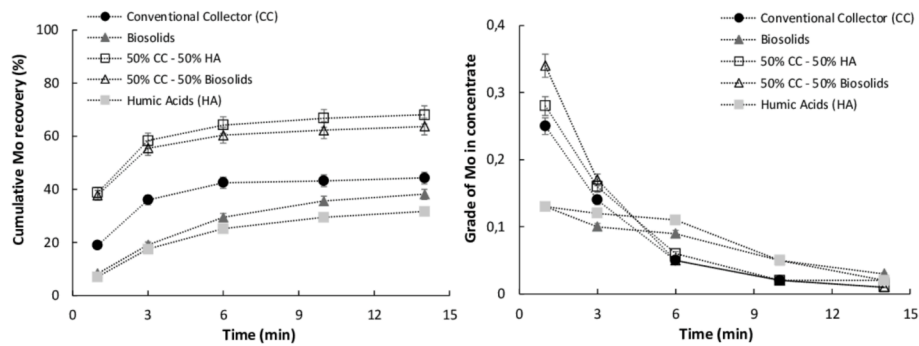 Conventional Collector (CC)
Biosolids
50% CC - 50% HA
50% CC - 50% Biosolids
Humic Acids (HA)
Cumulative Mo recovery (%)
100
80
60
40
20
0
0 3 6 9 12 15
Time (min)
Conventional Collector (CC)
Biosolids
50% CC - 50% HA
50% CC - 50% Biosolids
Humic Acids (HA)
Grade of Mo in concentrate
0,4
0,3
0,2
0,1
0
0 3 6 9 12 15
Time (min)